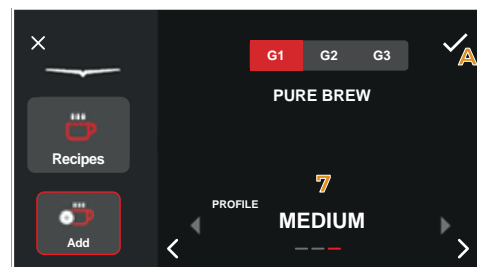 G1 G2 G3
A
PURE BREW
Recipes
7
PROFILE
MEDIUM
Add